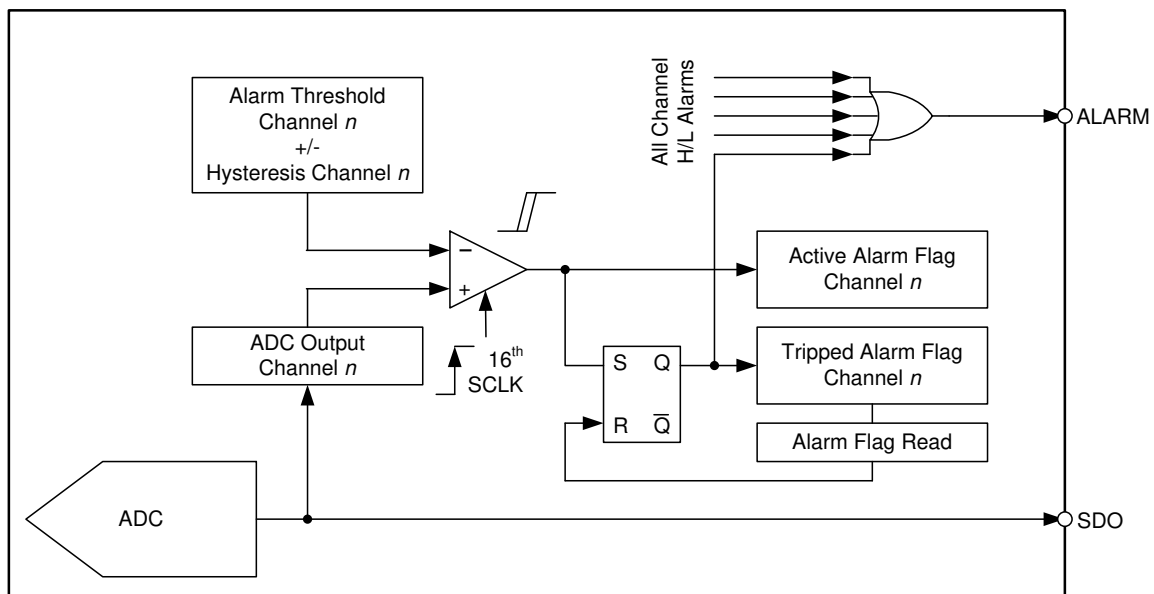 Alarm Threshold
Channel n
+/-
Hysteresis Channel n
All Channel
H/L Alarms
ALARM
−
+
Active Alarm Flag
Channel n
ADC Output
Channel n
16th
SCLK
S Q
R Q̅
Tripped Alarm Flag
Channel n
Alarm Flag Read
ADC
SDO